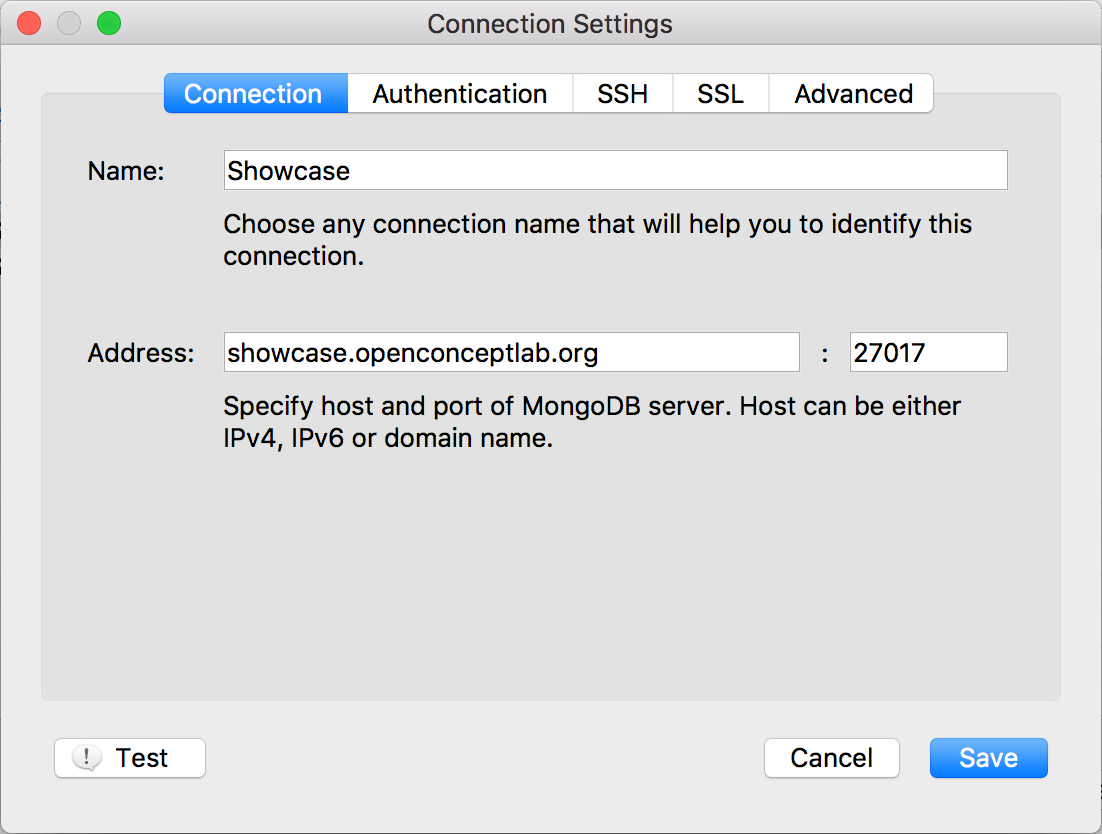 Connection Settings
Connection Authentication SSH SSL Advanced
Name: Showcase
Choose any connection name that will help you to identify this
connection.
Address: showcase.openconceptlab.org : 27017
Specify host and port of MongoDB server. Host can be either
IPv4, IPv6 or domain name.
! Test Cancel Save